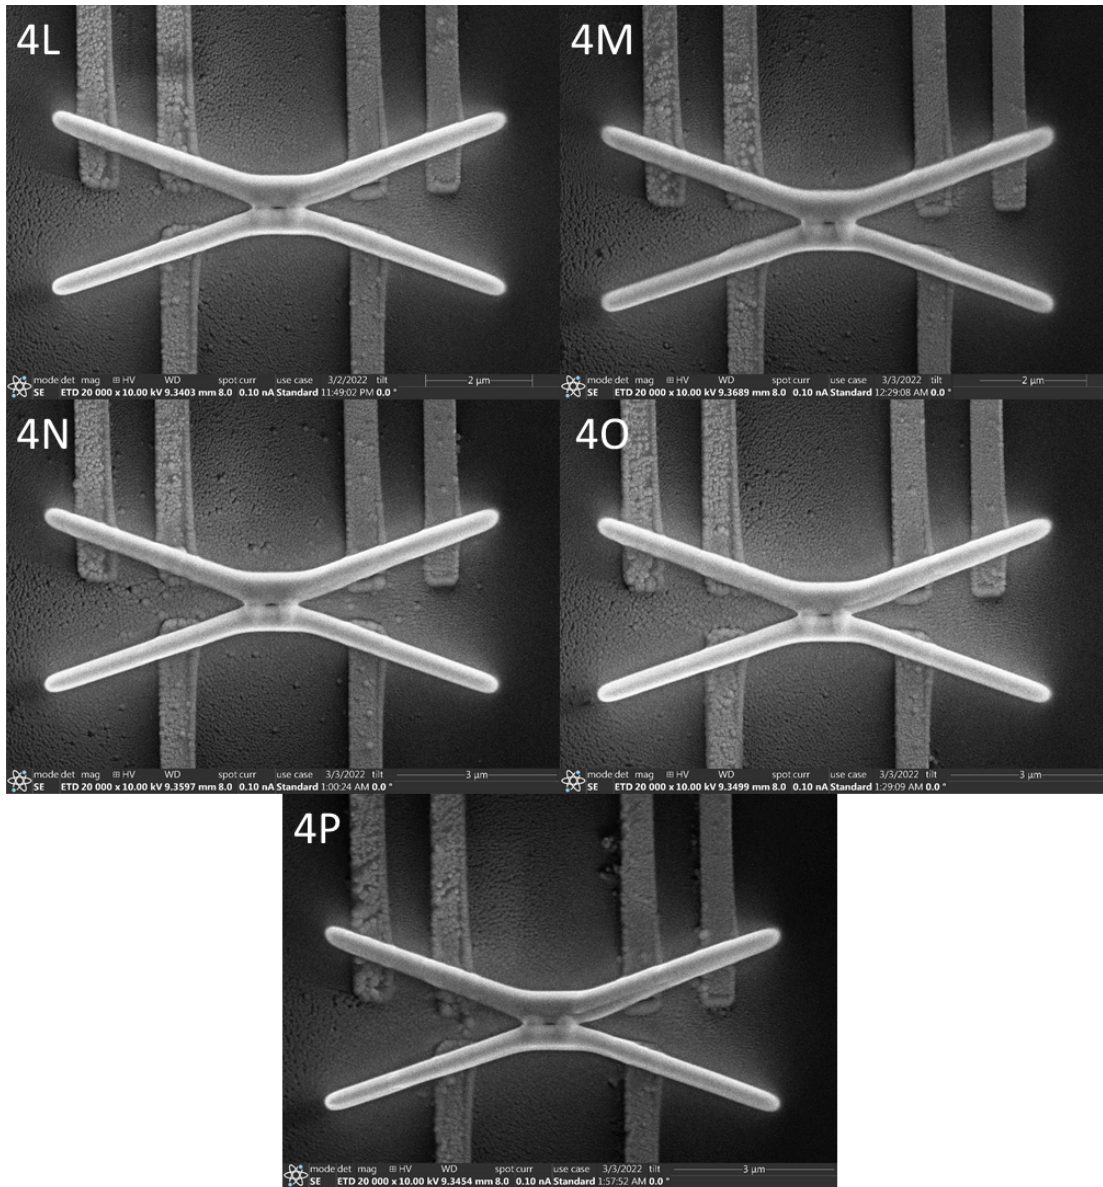 4L
mode det mag ⊞ HV WD spot curr use case 3/2/2022 tilt 2 µm
SE ETD 20 000 x 10.00 kV 9.3403 mm 8.0 0.10 nA Standard 11:49:02 PM 0.0 °
4M
mode det mag ⊞ HV WD spot curr use case 3/3/2022 tilt 2 µm
SE ETD 20 000 x 10.00 kV 9.3689 mm 8.0 0.10 nA Standard 12:29:08 AM 0.0 °
4N
mode det mag ⊞ HV WD spot curr use case 3/3/2022 tilt 3 µm
SE ETD 20 000 x 10.00 kV 9.3597 mm 8.0 0.10 nA Standard 1:00:24 AM 0.0 °
4O
mode det mag ⊞ HV WD spot curr use case 3/3/2022 tilt 3 µm
SE ETD 20 000 x 10.00 kV 9.3499 mm 8.0 0.10 nA Standard 1:29:09 AM 0.0 °
4P
mode det mag ⊞ HV WD spot curr use case 3/3/2022 tilt 3 µm
SE ETD 20 000 x 10.00 kV 9.3454 mm 8.0 0.10 nA Standard 1:57:52 AM 0.0 °